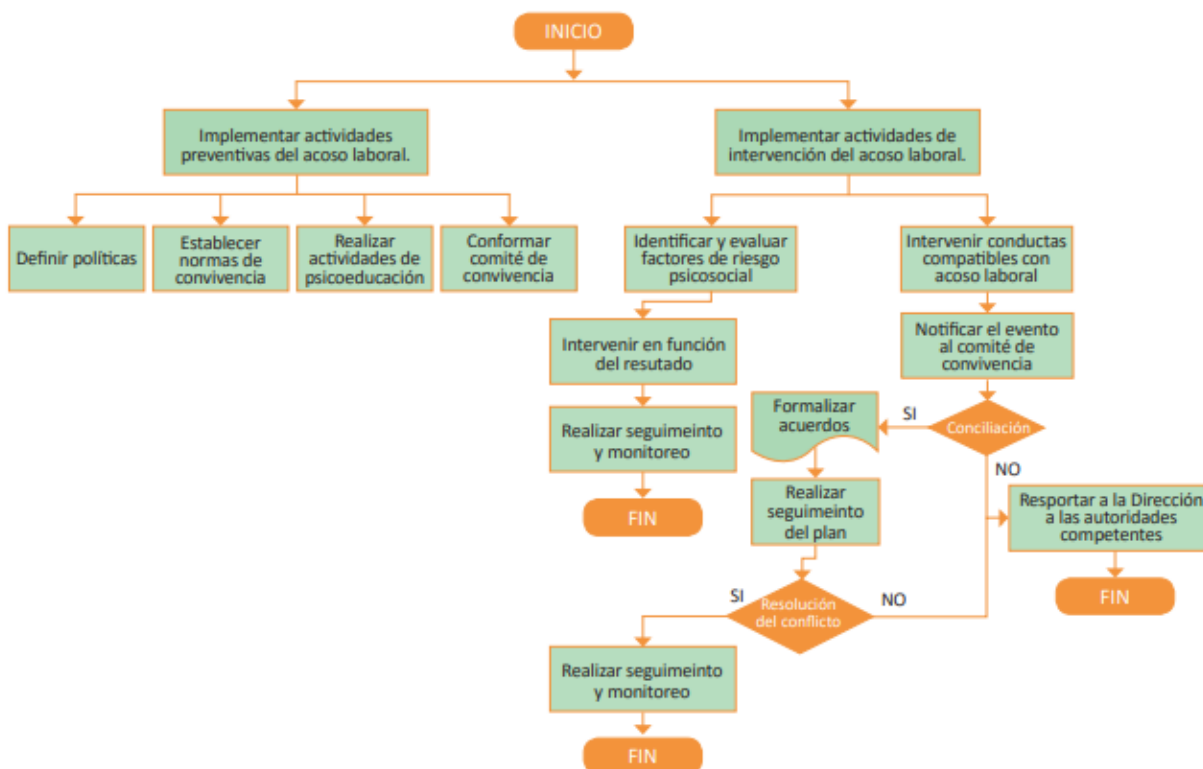 INICIO
Implementar actividades
preventivas del acoso laboral.
Implementar actividades de
intervención del acoso laboral.
Definir políticas
Establecer
normas de
convivencia
Realizar
actividades de
psicoeducación
Conformar
comité de
convivencia
Identificar y evaluar
factores de riesgo
psicosocial
Intervenir conductas
compatibles con
acoso laboral
Intervenir en función
del resutado
Notificar el evento
al comité de
convivencia
Realizar seguimeinto
y monitoreo
FIN
Formalizar
acuerdos
SI
Conciliación
NO
Realizar
seguimeinto
del plan
Resportar a la Dirección
a las autoridades
competentes
FIN
SI
Resolución
del conflicto
NO
Realizar seguimeinto
y monitoreo
FIN